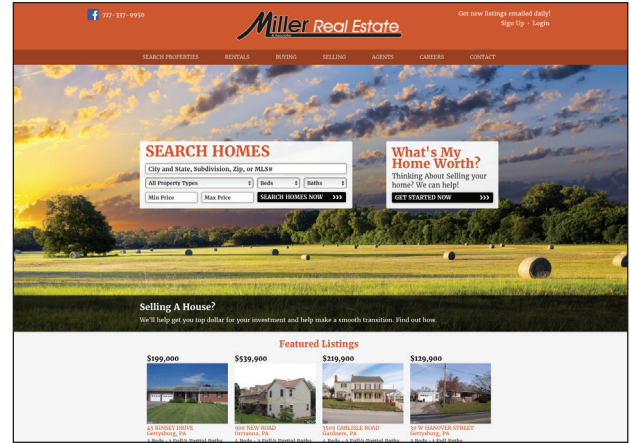 717-337-9950
Miller Real Estate
& Associates
Get new listings emailed daily!
Sign Up • Login
SEARCH PROPERTIES RENTALS BUYING SELLING AGENTS CAREERS CONTACT
SEARCH HOMES
City and State, Subdivision, Zip, or MLS#
All Property Types Beds Baths
Min Price Max Price SEARCH HOMES NOW
What's My
Home Worth?
Thinking About Selling your
home? We can help!
GET STARTED NOW
Selling A House?
We'll help get you top dollar for your investment and help make a smooth transition. Find out how.
Featured Listings
$199,000 $539,900 $219,900 $129,900
45 KINSEY DRIVE 900 NEW ROAD 3509 CARLISLE ROAD 30 W HANOVER STREET
Gettysburg, PA Orrtanna, PA Gardners, PA Gettysburg, PA